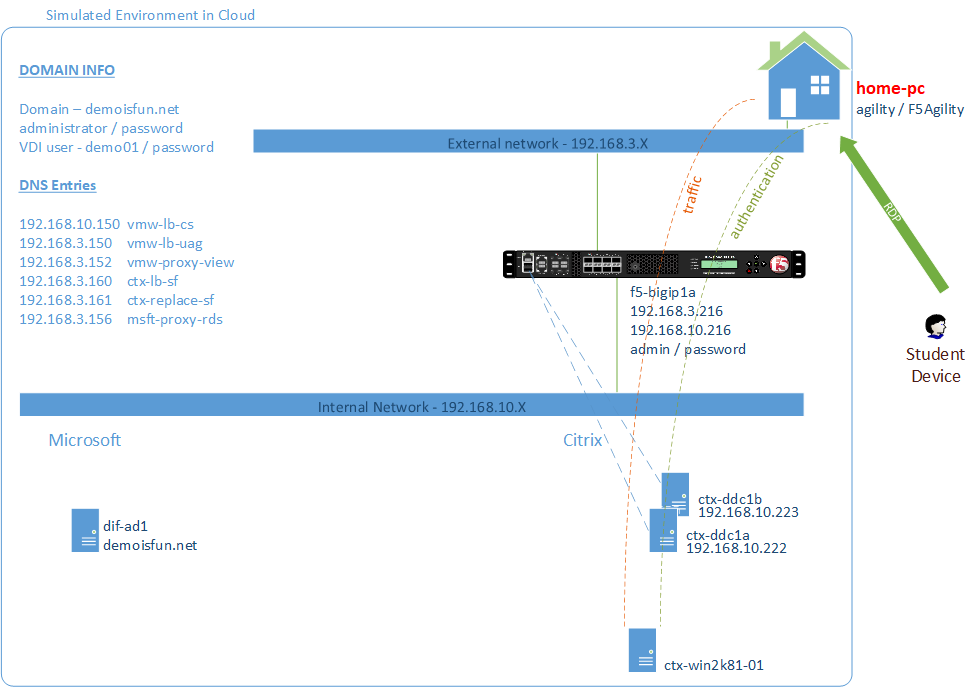 Simulated Environment in Cloud
DOMAIN INFO
Domain – demoisfun.net
administrator / password
VDI user - demo01 / password
DNS Entries
192.168.10.150 vmw-lb-cs
192.168.3.150 vmw-lb-uag
192.168.3.152 vmw-proxy-view
192.168.3.160 ctx-lb-sf
192.168.3.161 ctx-replace-sf
192.168.3.156 msft-proxy-rds
home-pc
agility / F5Agility
External network - 192.168.3.X
traffic
authentication
RDP
f5
f5-bigip1a
192.168.3.216
192.168.10.216
admin / password
Student
Device
Internal Network - 192.168.10.X
Microsoft
Citrix
dif-ad1
demoisfun.net
ctx-ddc1b
192.168.10.223
ctx-ddc1a
192.168.10.222
ctx-win2k81-01